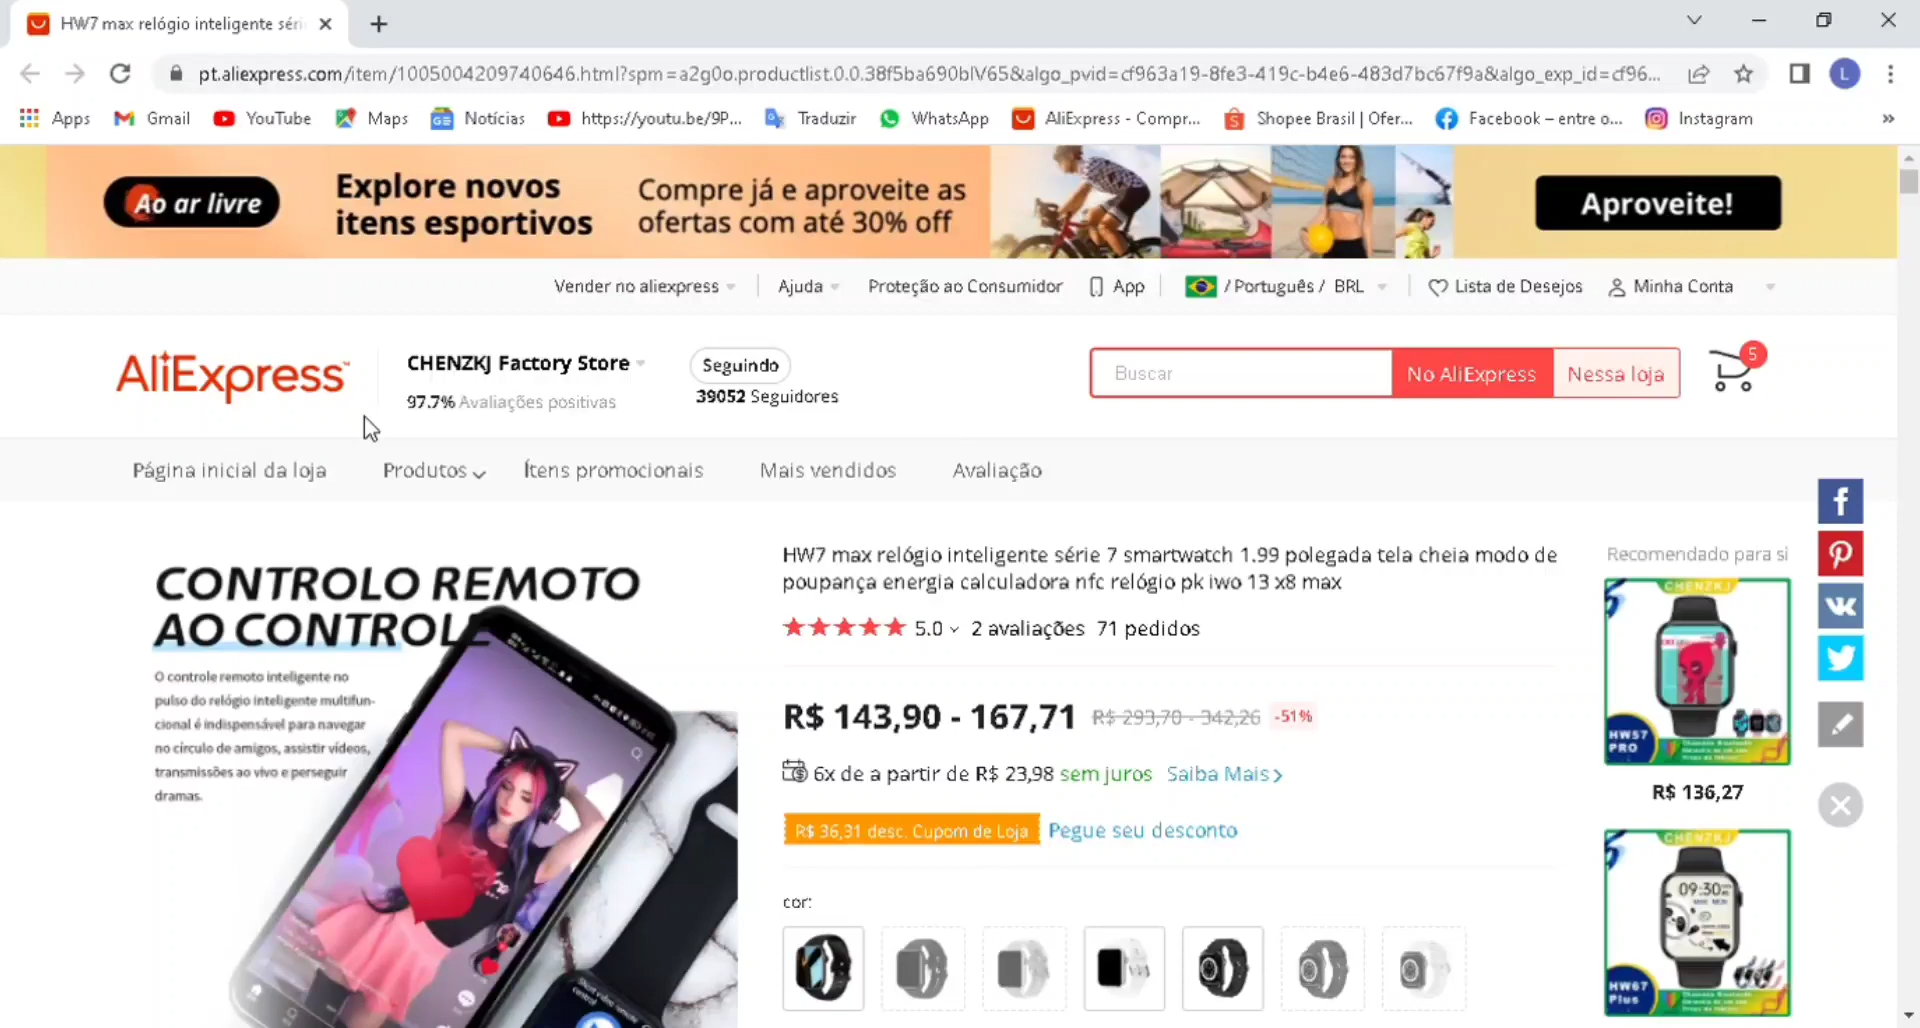 HW7 max relógio inteligente séri
pt.aliexpress.com/item/1005004209740646.html?spm=a2g0o.productlist.0.0.38f5ba690blV65&algo_pvid=cf963a19-8fe3-419c-b4e6-483d7bc67f9a&algo_exp_id=cf96...
L
Apps
Gmail
YouTube
Maps
Notícias
https://youtu.be/9P...
Traduzir
WhatsApp
AliExpress - Compr...
Shopee Brasil | Ofer...
Facebook – entre o...
Instagram
Ao ar livre
Explore novos
itens esportivos
Compre já e aproveite as
ofertas com até 30% off
Aproveite!
Vender no aliexpress
Ajuda
Proteção ao Consumidor
App
/ Português / BRL
Lista de Desejos
Minha Conta
AliExpress
CHENZKJ Factory Store
97.7% Avaliações positivas
Seguindo
39052 Seguidores
Buscar
No AliExpress
Nessa loja
5
Página inicial da loja
Produtos
Ítens promocionais
Mais vendidos
Avaliação
CONTROLO REMOTO
AO CONTROLE
O controle remoto inteligente no
pulso do relógio inteligente multifun-
cional é indispensável para navegar
no círculo de amigos, assistir vídeos,
transmissões ao vivo e perseguir
dramas.
HW7 max relógio inteligente série 7 smartwatch 1.99 polegada tela cheia modo de
poupança energia calculadora nfc relógio pk iwo 13 x8 max
5.0 2 avaliações 71 pedidos
R$ 143,90 - 167,71 R$ 293,70 - 342,26 -51%
6x de a partir de R$ 23,98 sem juros Saiba Mais
R$ 36,31 desc. Cupom de Loja Pegue seu desconto
cor:
Recomendado para si
CHENZKJ
HW57
PRO
R$ 136,27
CHENZKJ
09:30
HW67
Plus